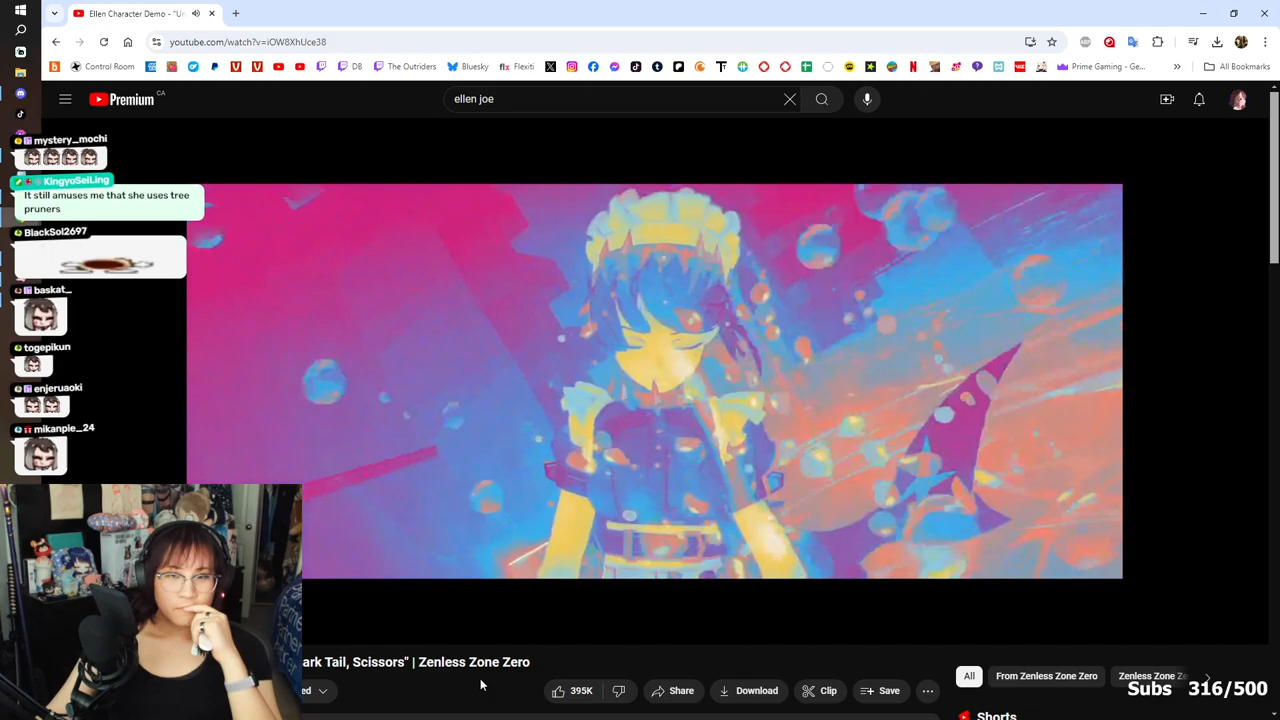 Ellen Character Demo - "Un
youtube.com/watch?v=iOW8XhUce38
Control Room
DB
The Outriders
Bluesky
Flexiti
Prime Gaming - Ge...
All Bookmarks
Premium CA
ellen joe
mystery_mochi
KingyoSeiLing
It still amuses me that she uses tree
pruners
BlackSol2697
baskat_
togepikun
enjeruaoki
mikanpie_24
ark Tail, Scissors" | Zenless Zone Zero
ed
395K
Share
Download
Clip
Save
All
From Zenless Zone Zero
Zenless Zone Ze
Subs 316/500
Shorts